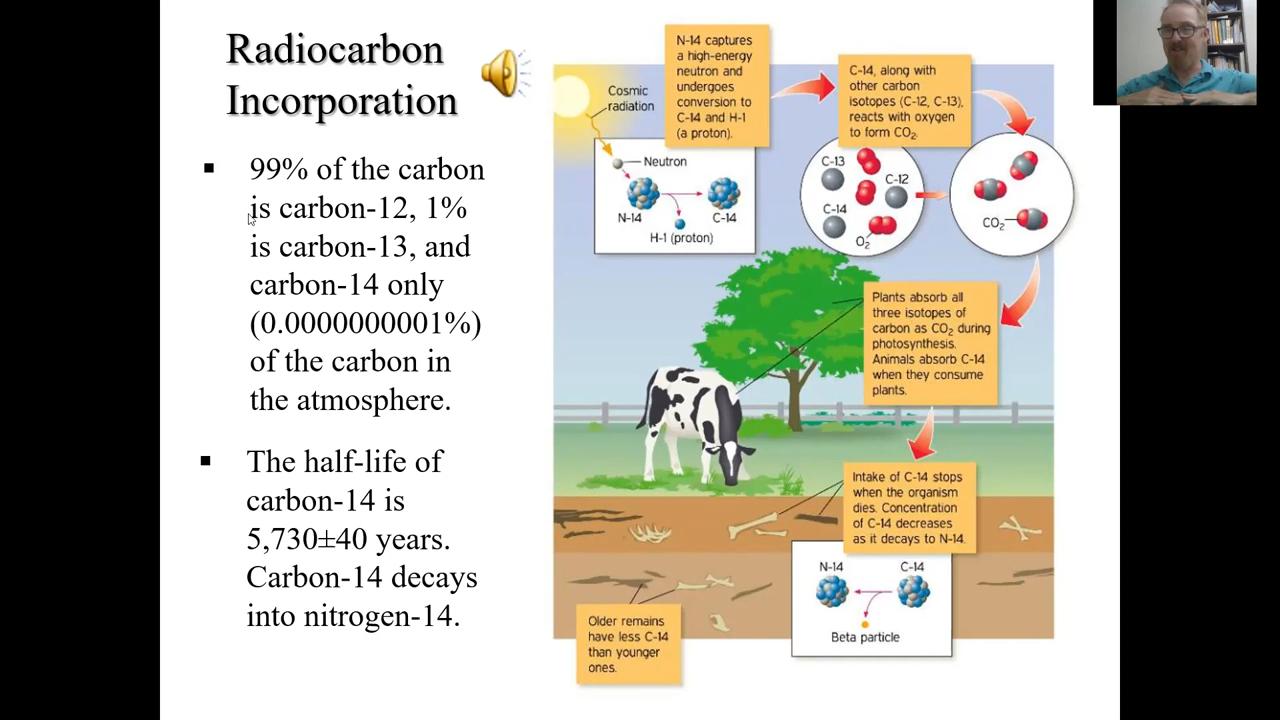 Radiocarbon
Incorporation
99% of the carbon
is carbon-12, 1%
is carbon-13, and
carbon-14 only
(0.0000000001%)
of the carbon in
the atmosphere.
The half-life of
carbon-14 is
5,730±40 years.
Carbon-14 decays
into nitrogen-14.
Cosmic
radiation
N-14 captures
a high-energy
neutron and
undergoes
conversion to
C-14 and H-1
(a proton).
Neutron
N-14
C-14
H-1 (proton)
C-14, along with
other carbon
isotopes (C-12, C-13),
reacts with oxygen
to form CO₂.
C-13
C-12
C-14
O₂
CO₂
Plants absorb all
three isotopes of
carbon as CO₂ during
photosynthesis.
Animals absorb C-14
when they consume
plants.
Intake of C-14 stops
when the organism
dies. Concentration
of C-14 decreases
as it decays to N-14.
N-14
C-14
Beta particle
Older remains
have less C-14
than younger
ones.